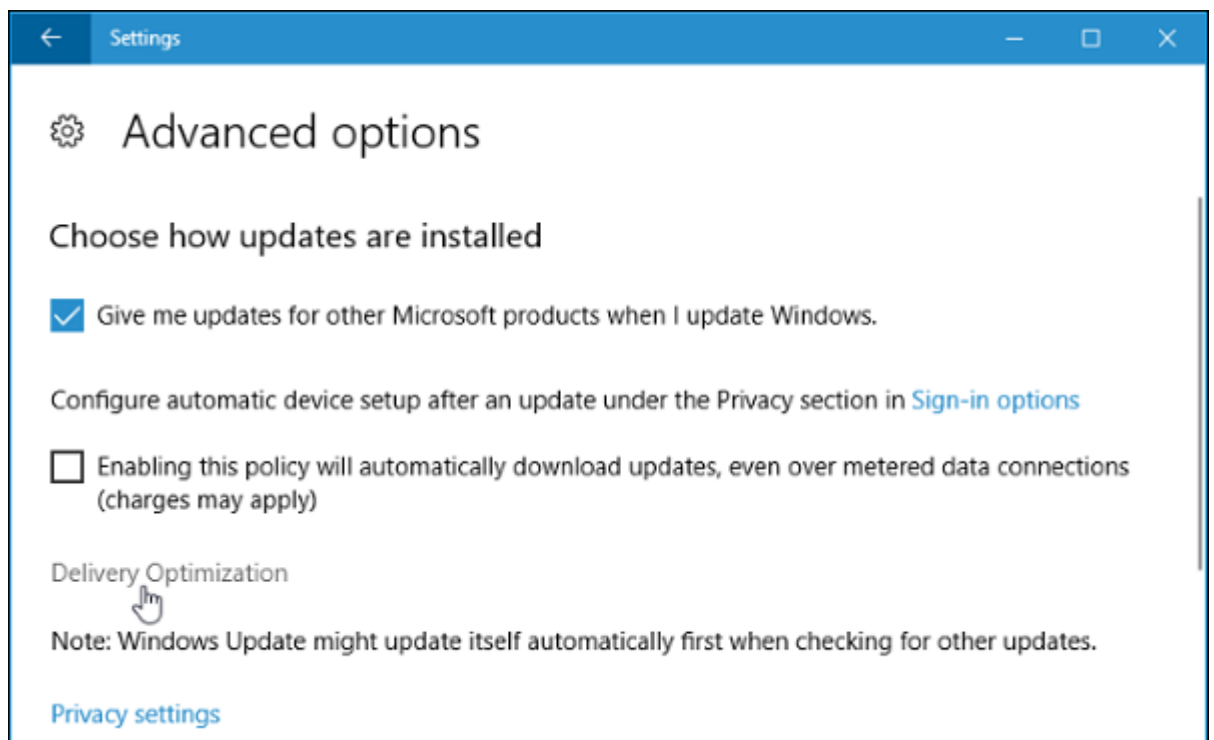 Settings
Advanced options
Choose how updates are installed
Give me updates for other Microsoft products when I update Windows.
Configure automatic device setup after an update under the Privacy section in Sign-in options
Enabling this policy will automatically download updates, even over metered data connections
(charges may apply)
Delivery Optimization
Note: Windows Update might update itself automatically first when checking for other updates.
Privacy settings